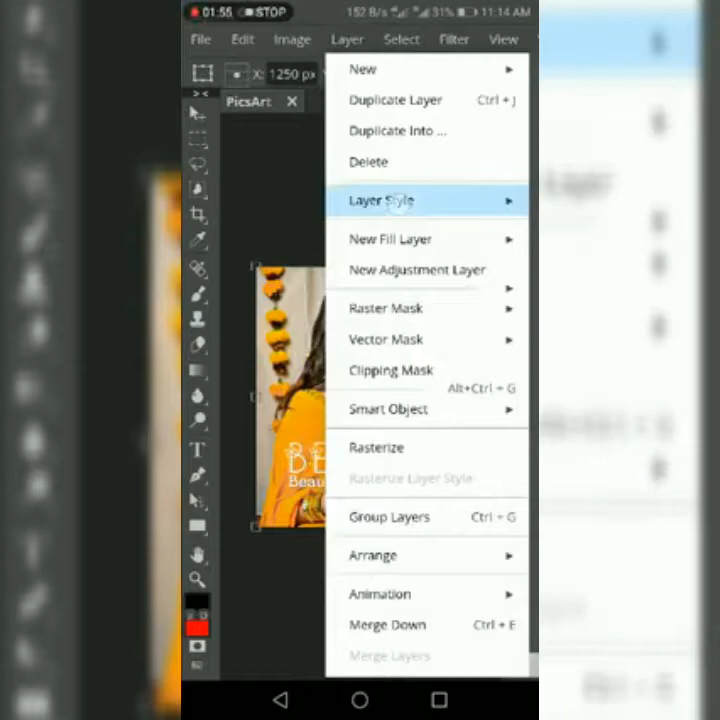 01:55 STOP 152 B/s 31% 11:14 AM
File Edit Image Layer Select Filter View
X: 1250 px
PicsArt X
New
Duplicate Layer Ctrl + J
Duplicate Into ...
Delete
Layer Style
New Fill Layer
New Adjustment Layer
Raster Mask
Vector Mask
Clipping Mask
Alt+Ctrl + G
Smart Object
Rasterize
Rasterize Layer Style
Group Layers Ctrl + G
Arrange
Animation
Merge Down Ctrl + E
Merge Layers
BE
Beau
T